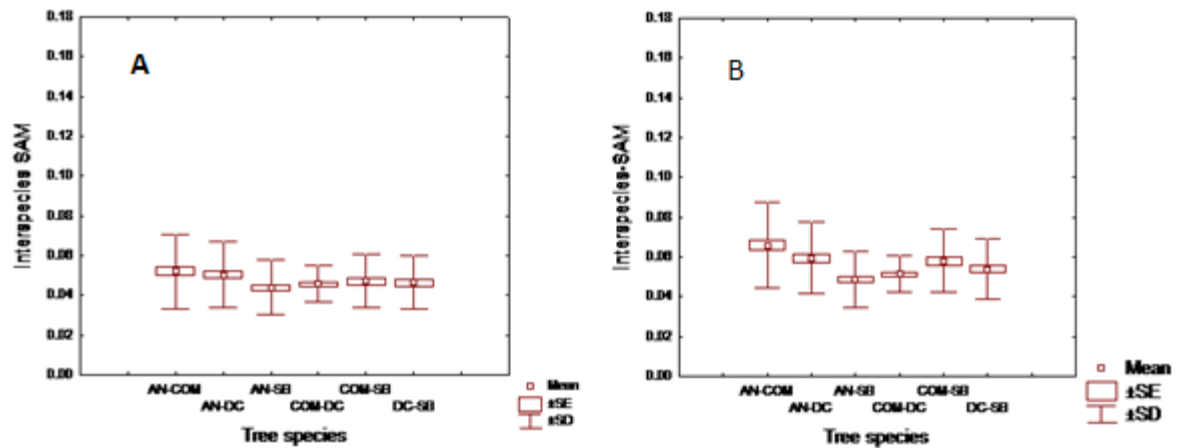 A
Interspecies SAM
0.18
0.16
0.14
0.12
0.10
0.08
0.06
0.04
0.02
0.00
AN-COM AN-SB COM-SB
AN-DC COM-DC DC-SB
Tree species
Mean
±SE
±SD
B
Interspecies-SAM
0.18
0.16
0.14
0.12
0.10
0.08
0.06
0.04
0.02
0.00
AN-COM AN-SB COM-SB
AN-DC COM-DC DC-SB
Tree species
Mean
±SE
±SD